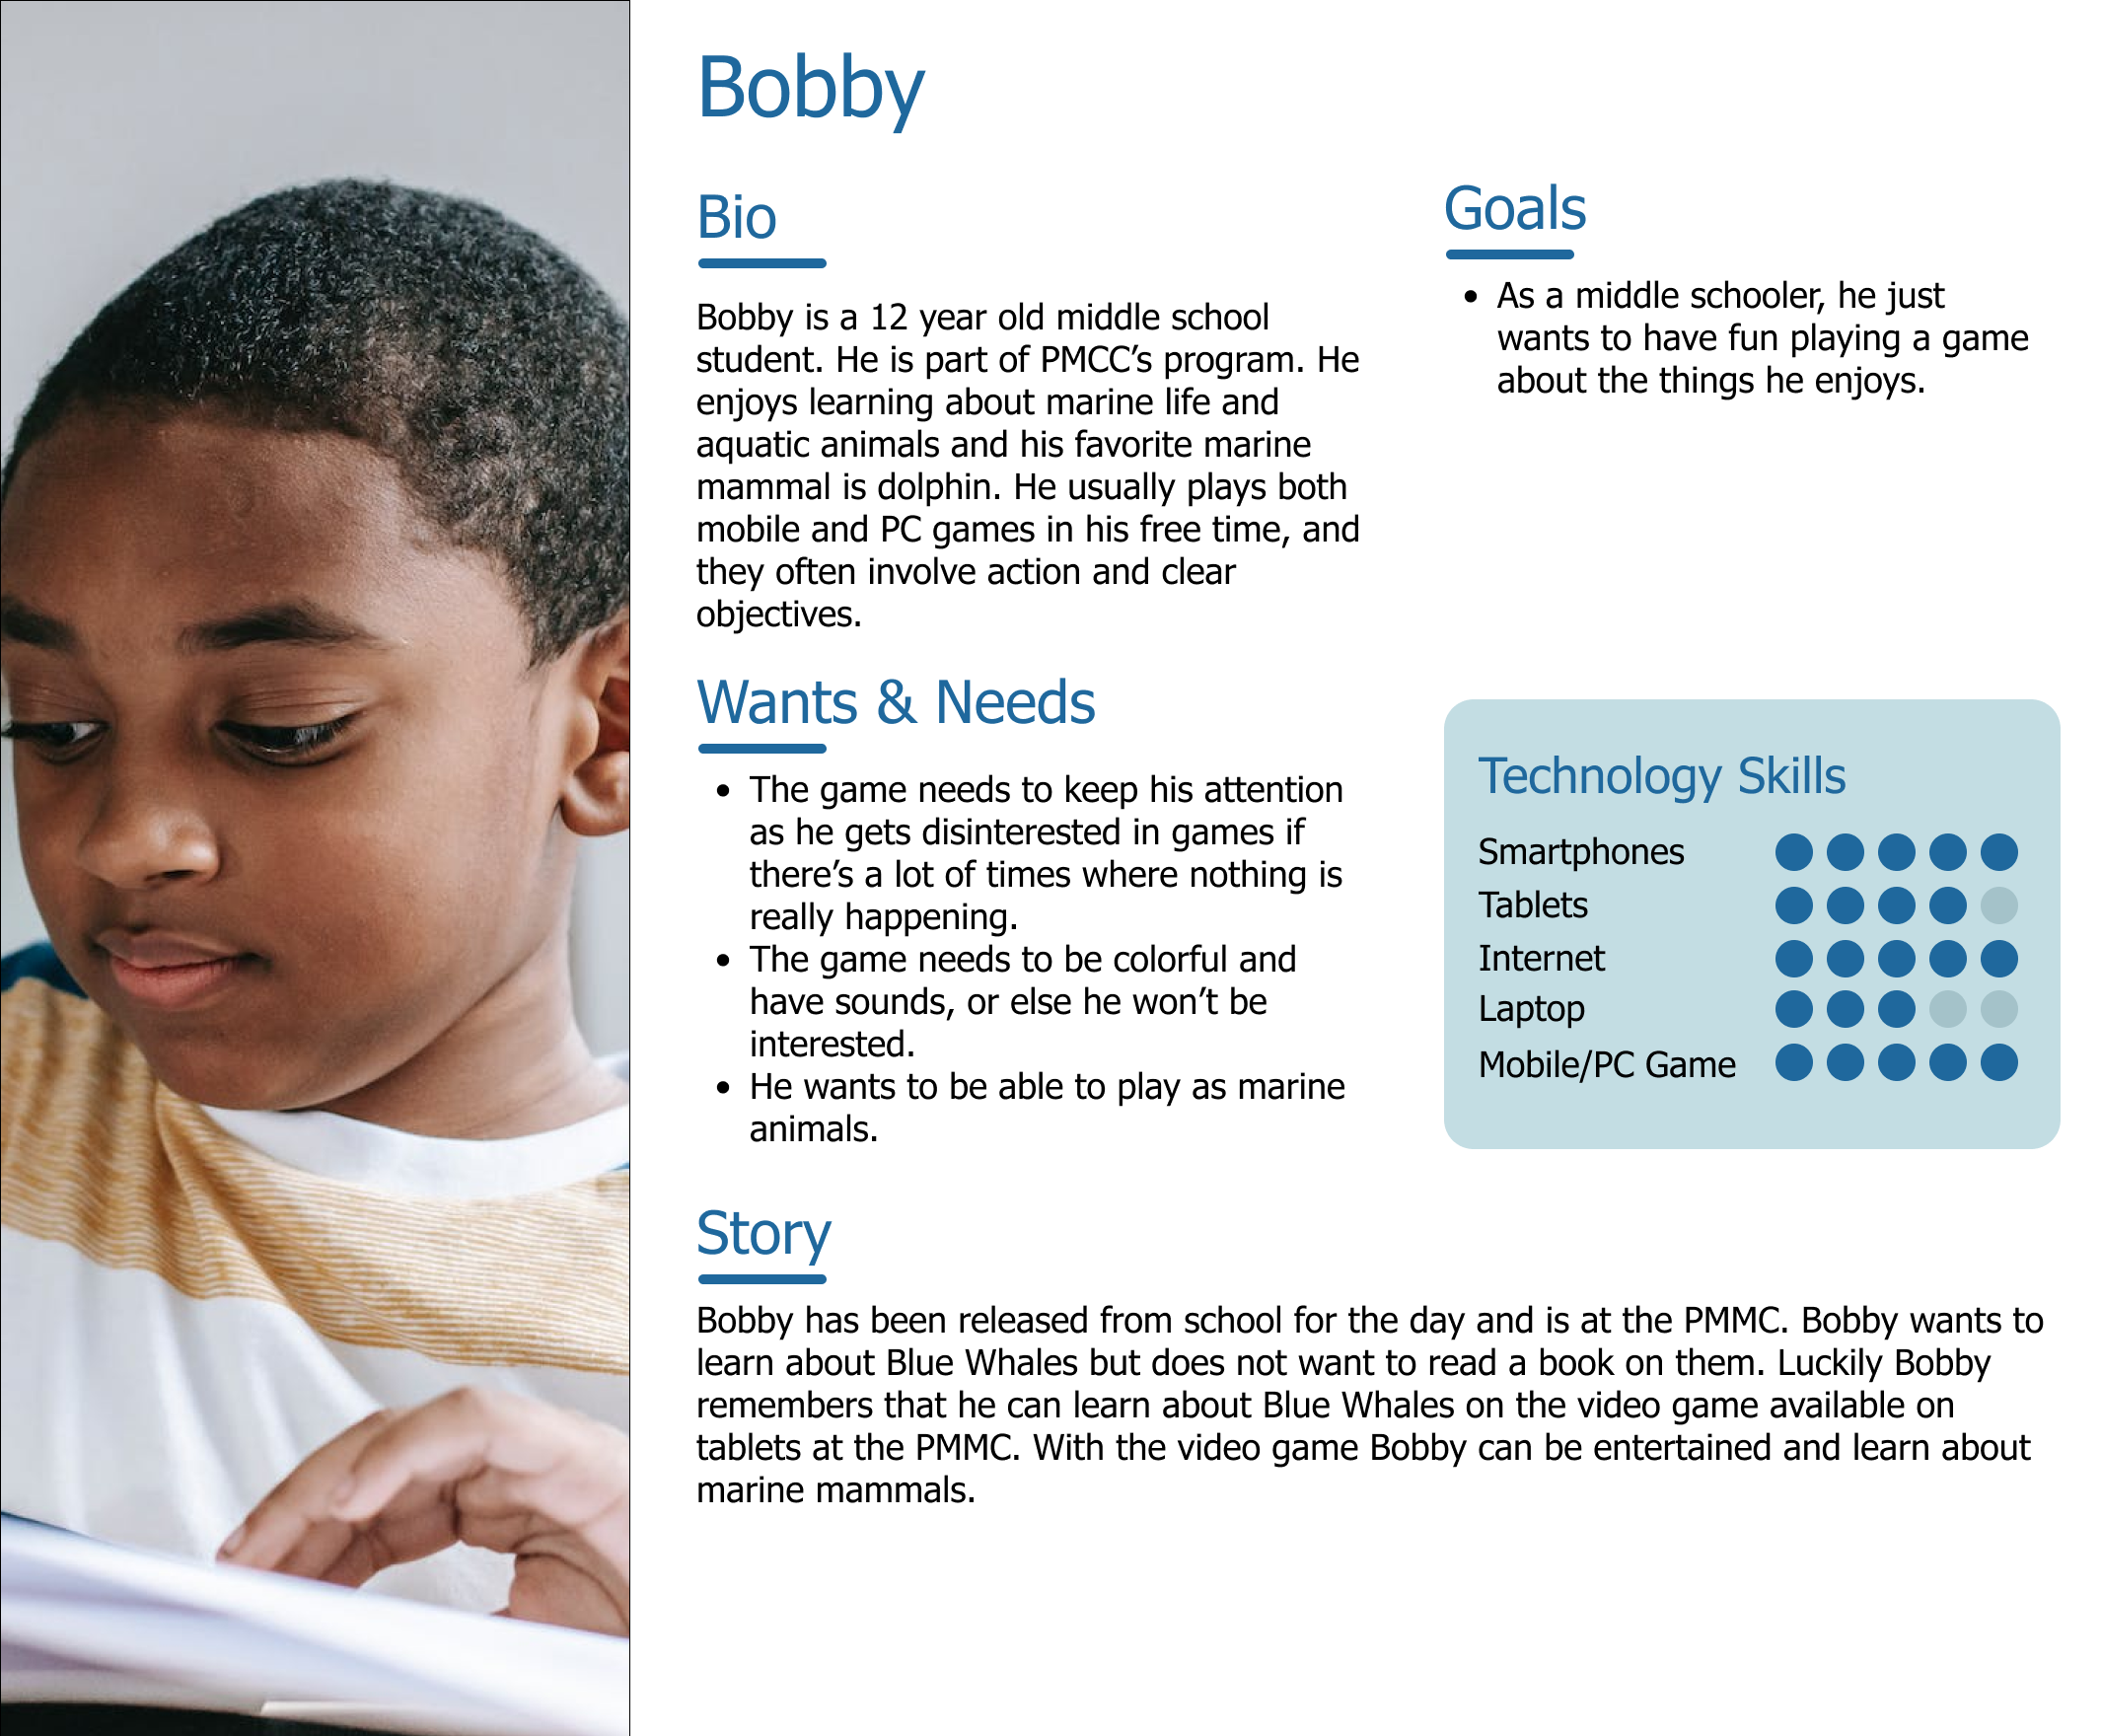 Bobby
Bio
Bobby is a 12 year old middle school
student. He is part of PMCC’s program. He
enjoys learning about marine life and
aquatic animals and his favorite marine
mammal is dolphin. He usually plays both
mobile and PC games in his free time, and
they often involve action and clear
objectives.
Goals
• As a middle schooler, he just
wants to have fun playing a game
about the things he enjoys.
Wants & Needs
• The game needs to keep his attention
as he gets disinterested in games if
there’s a lot of times where nothing is
really happening.
• The game needs to be colorful and
have sounds, or else he won’t be
interested.
• He wants to be able to play as marine
animals.
Technology Skills
Smartphones
Tablets
Internet
Laptop
Mobile/PC Game
Story
Bobby has been released from school for the day and is at the PMMC. Bobby wants to
learn about Blue Whales but does not want to read a book on them. Luckily Bobby
remembers that he can learn about Blue Whales on the video game available on
tablets at the PMMC. With the video game Bobby can be entertained and learn about
marine mammals.